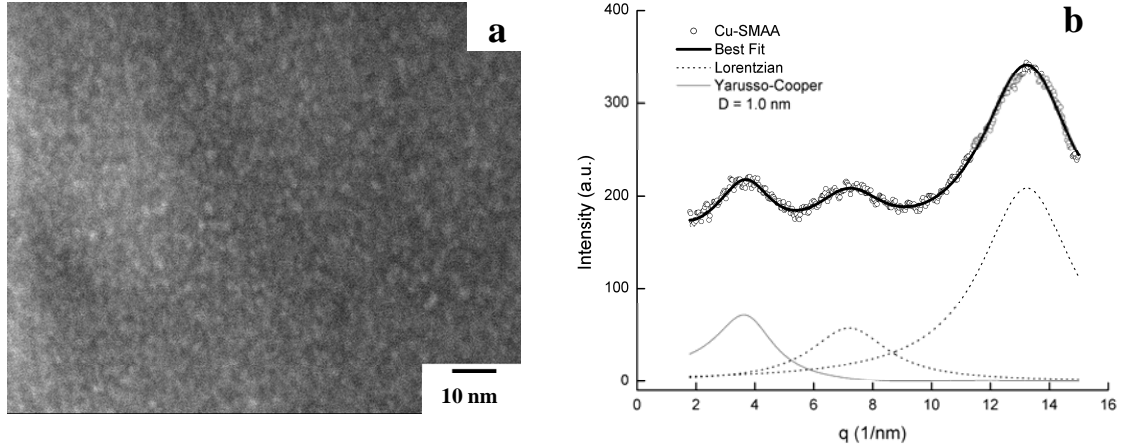 a
10 nm
b
400
300
200
100
0
Intensity (a.u.)
Cu-SMAA
Best Fit
Lorentzian
Yarusso-Cooper
D = 1.0 nm
0 2 4 6 8 10 12 14 16
q (1/nm)